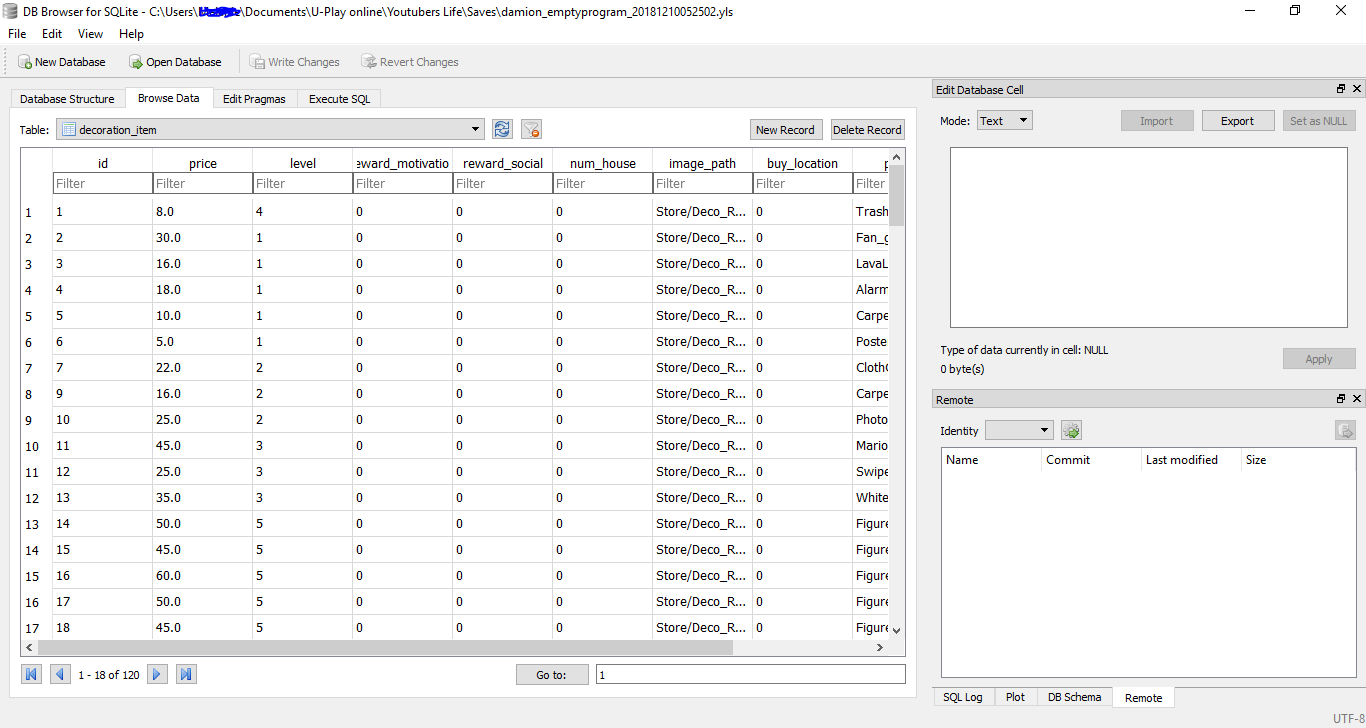 DB Browser for SQLite - C:\Users\ \Documents\U-Play online\Youtubers Life\Saves\damion_emptyprogram_20181210052502.yls
File Edit View Help
New Database Open Database Write Changes Revert Changes
Database Structure Browse Data Edit Pragmas Execute SQL
Table: decoration_item New Record Delete Record
id price level eward_motivatio reward_social num_house image_path buy_location p
Filter Filter Filter Filter Filter Filter Filter Filter Filter
1 1 8.0 4 0 0 0 Store/Deco_R... 0 Trash
2 2 30.0 1 0 0 0 Store/Deco_R... 0 Fan_g
3 3 16.0 1 0 0 0 Store/Deco_R... 0 LavaL
4 4 18.0 1 0 0 0 Store/Deco_R... 0 Alarm
5 5 10.0 1 0 0 0 Store/Deco_R... 0 Carpe
6 6 5.0 1 0 0 0 Store/Deco_R... 0 Poste
7 7 22.0 2 0 0 0 Store/Deco_R... 0 Cloth
8 9 16.0 2 0 0 0 Store/Deco_R... 0 Carpe
9 10 25.0 2 0 0 0 Store/Deco_R... 0 Photo
10 11 45.0 3 0 0 0 Store/Deco_R... 0 Mario
11 12 25.0 3 0 0 0 Store/Deco_R... 0 Swipe
12 13 35.0 3 0 0 0 Store/Deco_R... 0 White
13 14 50.0 5 0 0 0 Store/Deco_R... 0 Figure
14 15 45.0 5 0 0 0 Store/Deco_R... 0 Figure
15 16 60.0 5 0 0 0 Store/Deco_R... 0 Figure
16 17 50.0 5 0 0 0 Store/Deco_R... 0 Figure
17 18 45.0 5 0 0 0 Store/Deco_R... 0 Figure
1 - 18 of 120 Go to: 1
Edit Database Cell
Mode: Text Import Export Set as NULL
Type of data currently in cell: NULL
0 byte(s)
Apply
Remote
Identity
Name Commit Last modified Size
SQL Log Plot DB Schema Remote
UTF-8